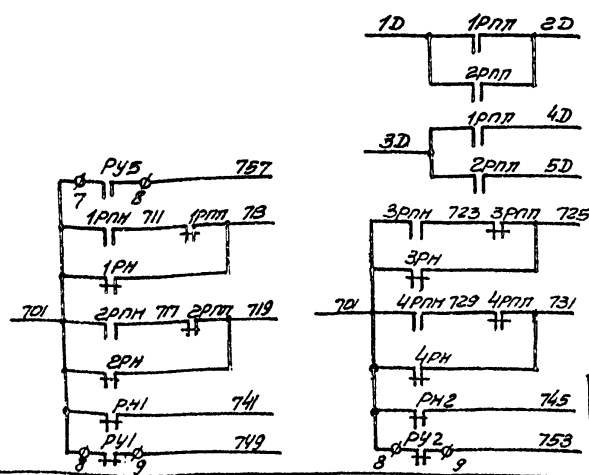 1D 1РПП 2D
2РПП
1РПП 4D
3D
2РПП 5D
РУ5 757
7 8
1РПН 711 1РПП 713
1РН
701 2РПН 717 2РПП 719
2РН
РН1 741
РУ1 749
8 9
3РПН 723 3РПП 725
3РН
701 4РПН 729 4РПП 731
4РН
РН2 745
РУ2 753
8 9